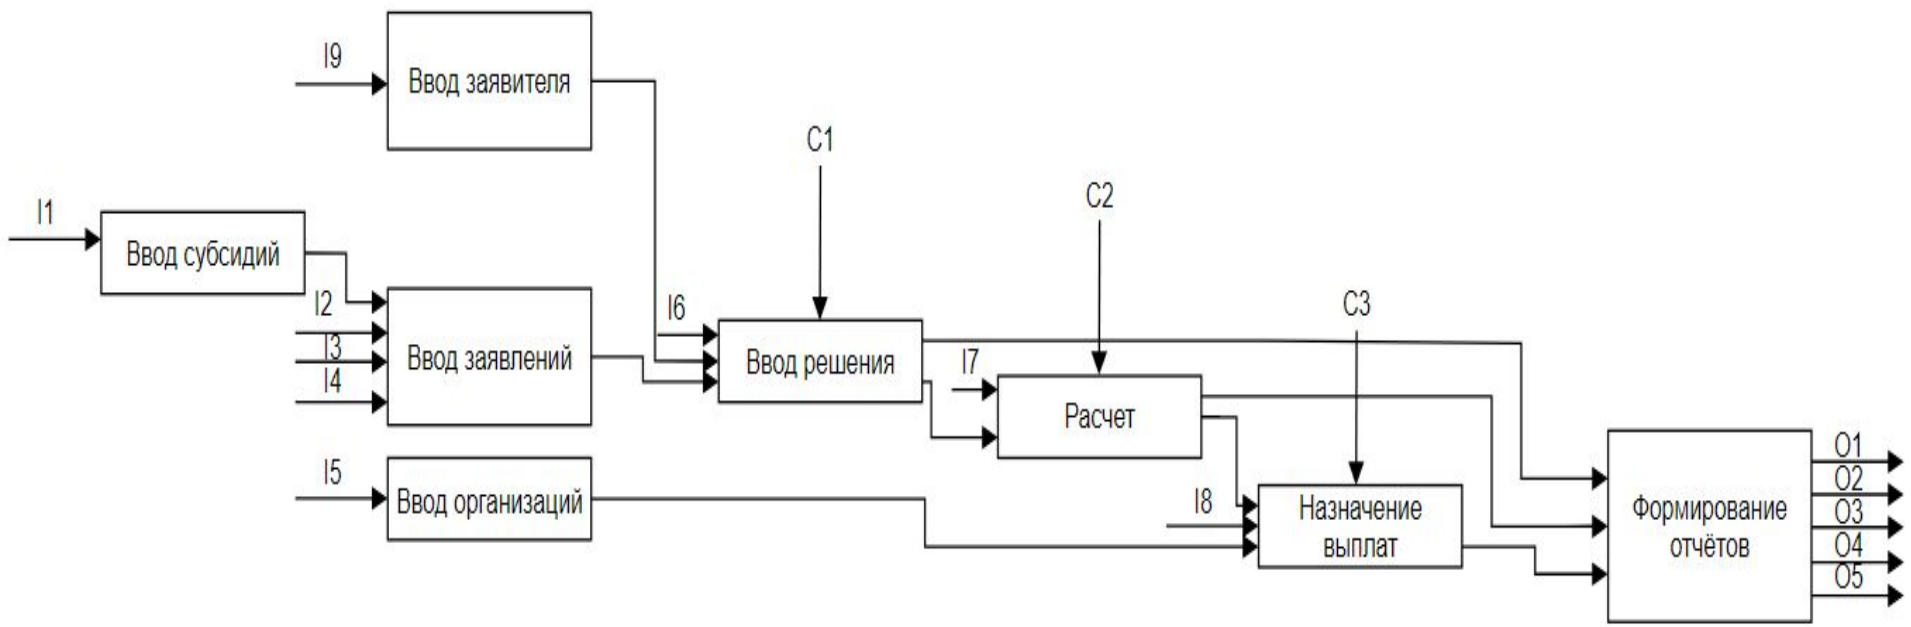 I9
Ввод заявителя
C1
C2
I1
Ввод субсидий
I2
I3
I4
Ввод заявлений
I6
Ввод решения
C3
I7
Расчет
I5
Ввод организаций
I8
Назначение
выплат
Формирование
отчётов
O1
O2
O3
O4
O5